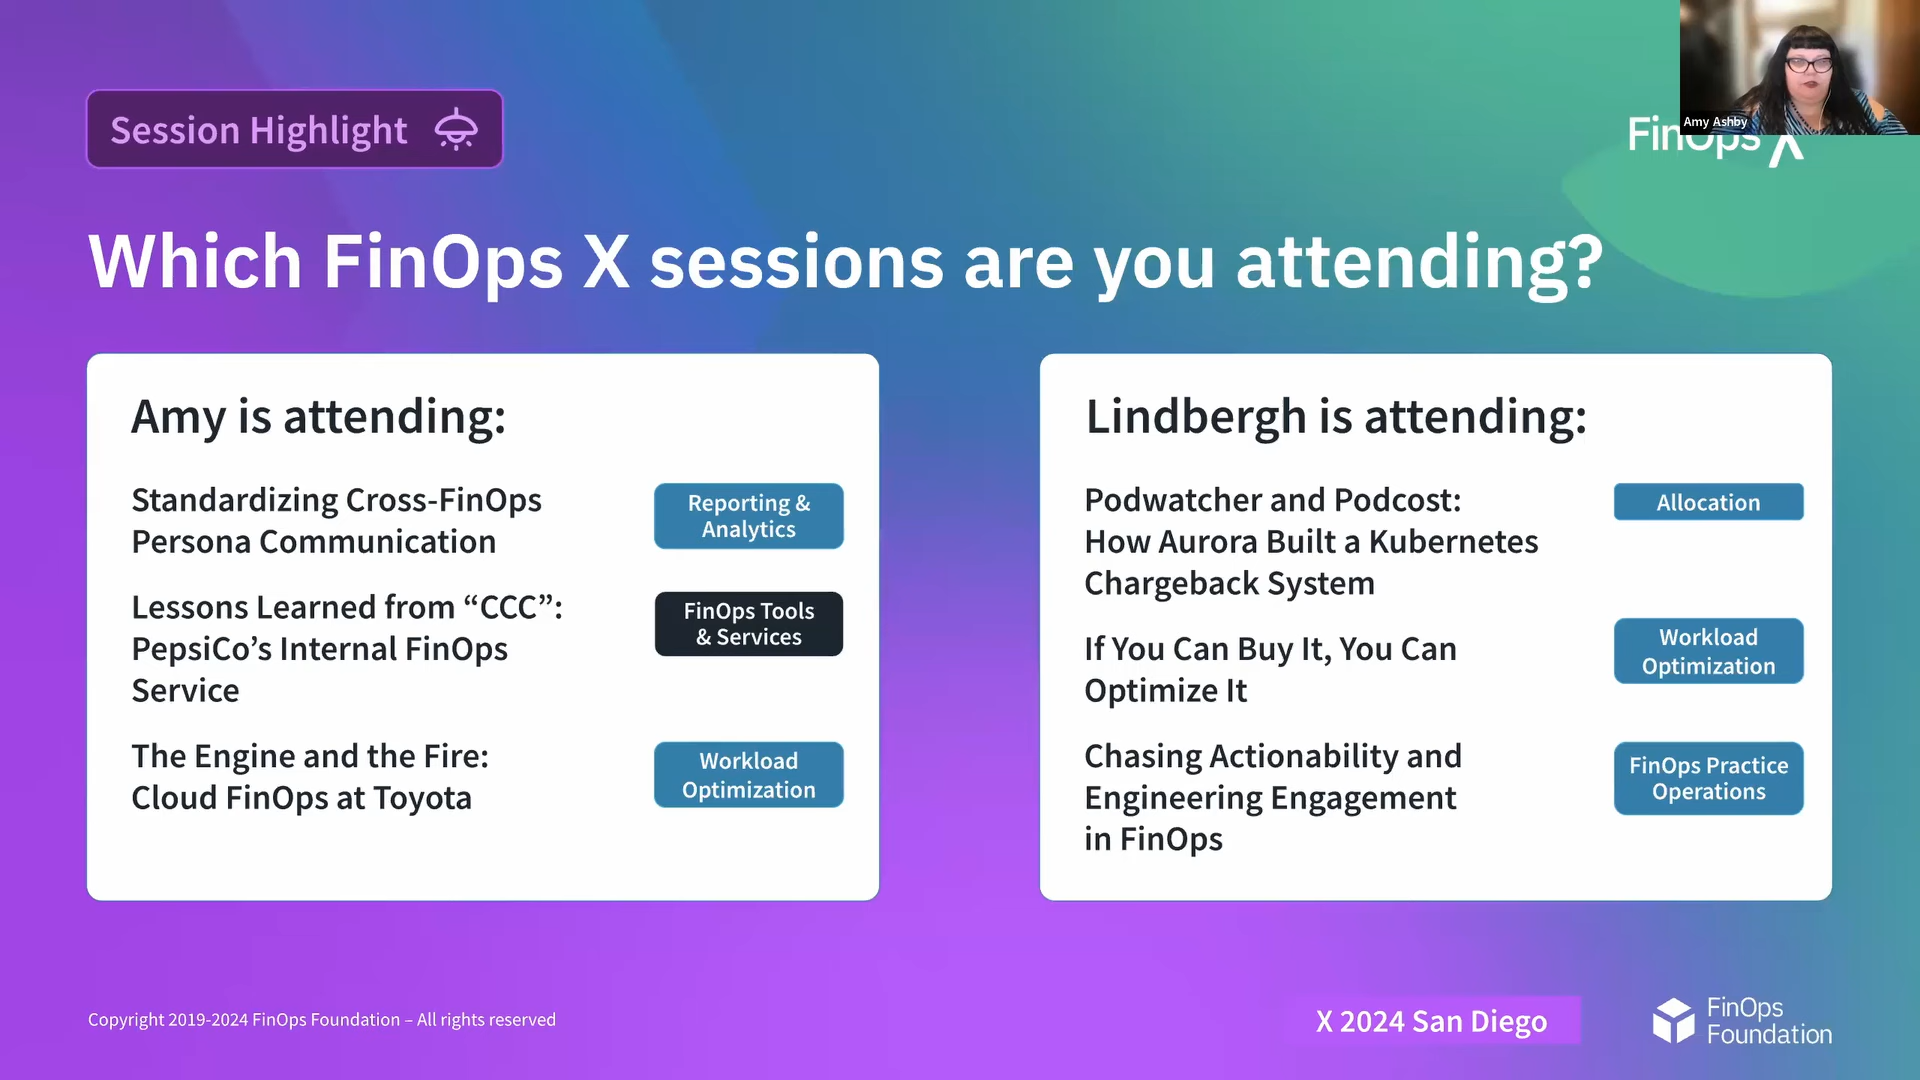 Session Highlight
Amy Ashby
FinOps X
Which FinOps X sessions are you attending?
Amy is attending:
Standardizing Cross-FinOps
Persona Communication
Reporting &
Analytics
Lessons Learned from “CCC”:
PepsiCo’s Internal FinOps
Service
FinOps Tools
& Services
The Engine and the Fire:
Cloud FinOps at Toyota
Workload
Optimization
Lindbergh is attending:
Podwatcher and Podcost:
How Aurora Built a Kubernetes
Chargeback System
Allocation
If You Can Buy It, You Can
Optimize It
Workload
Optimization
Chasing Actionability and
Engineering Engagement
in FinOps
FinOps Practice
Operations
Copyright 2019-2024 FinOps Foundation – All rights reserved
X 2024 San Diego
FinOps
Foundation